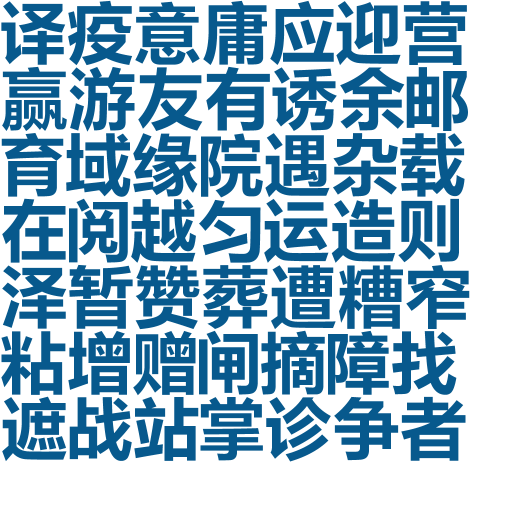 译疫意庸应迎营
赢游友有诱余邮
育域缘院遇杂载
在阅越匀运造则
泽暂赞葬遭糟窄
粘增赠闸摘障找
遮战站掌诊争者